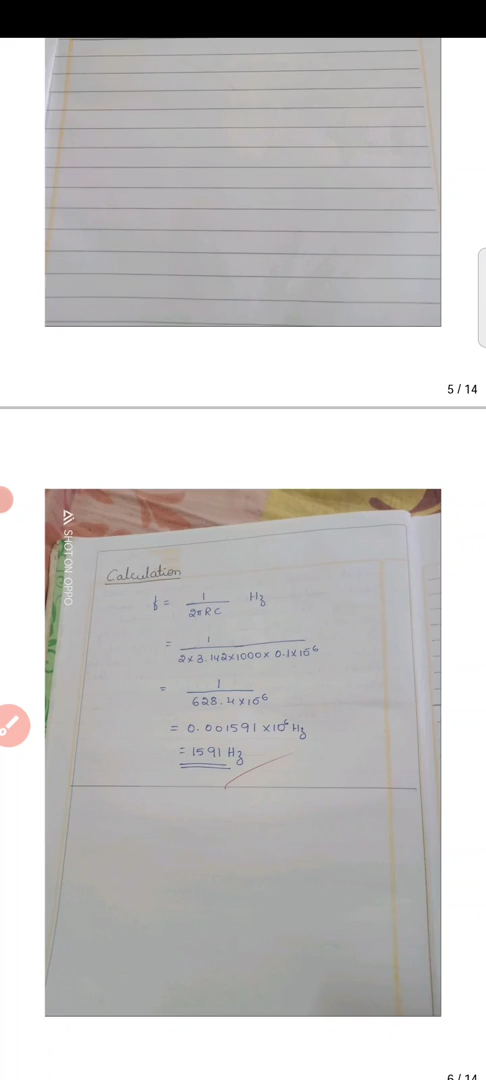 5 / 14
SHOT ON OPPO
Calculation
f = 1 / 2πRC Hz
= 1 / 2×3.142×1000×0.1×10⁻⁶
= 1 / 628.4×10⁻⁶
= 0.001591 ×10⁶ Hz
= 1591 Hz
6 / 14